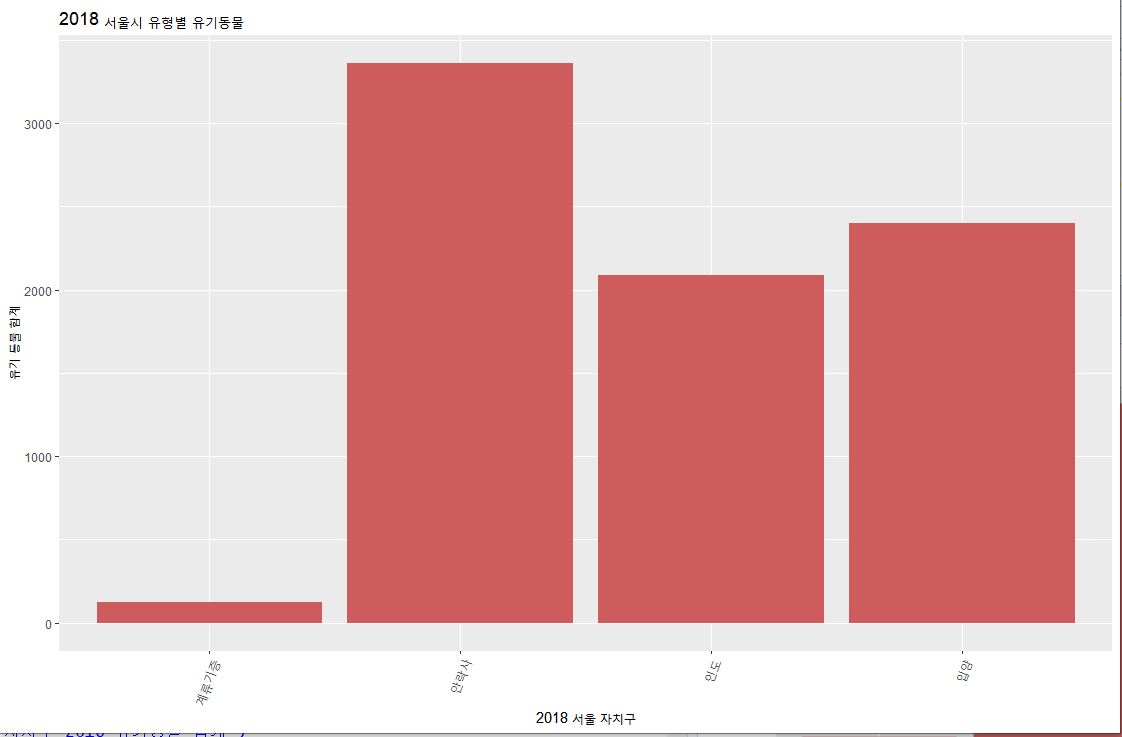 2018 서울시 유형별 유기동물
유기 동물 합계
3000
2000
1000
0
계류기증
안락사
인도
입양
2018 서울 자치구